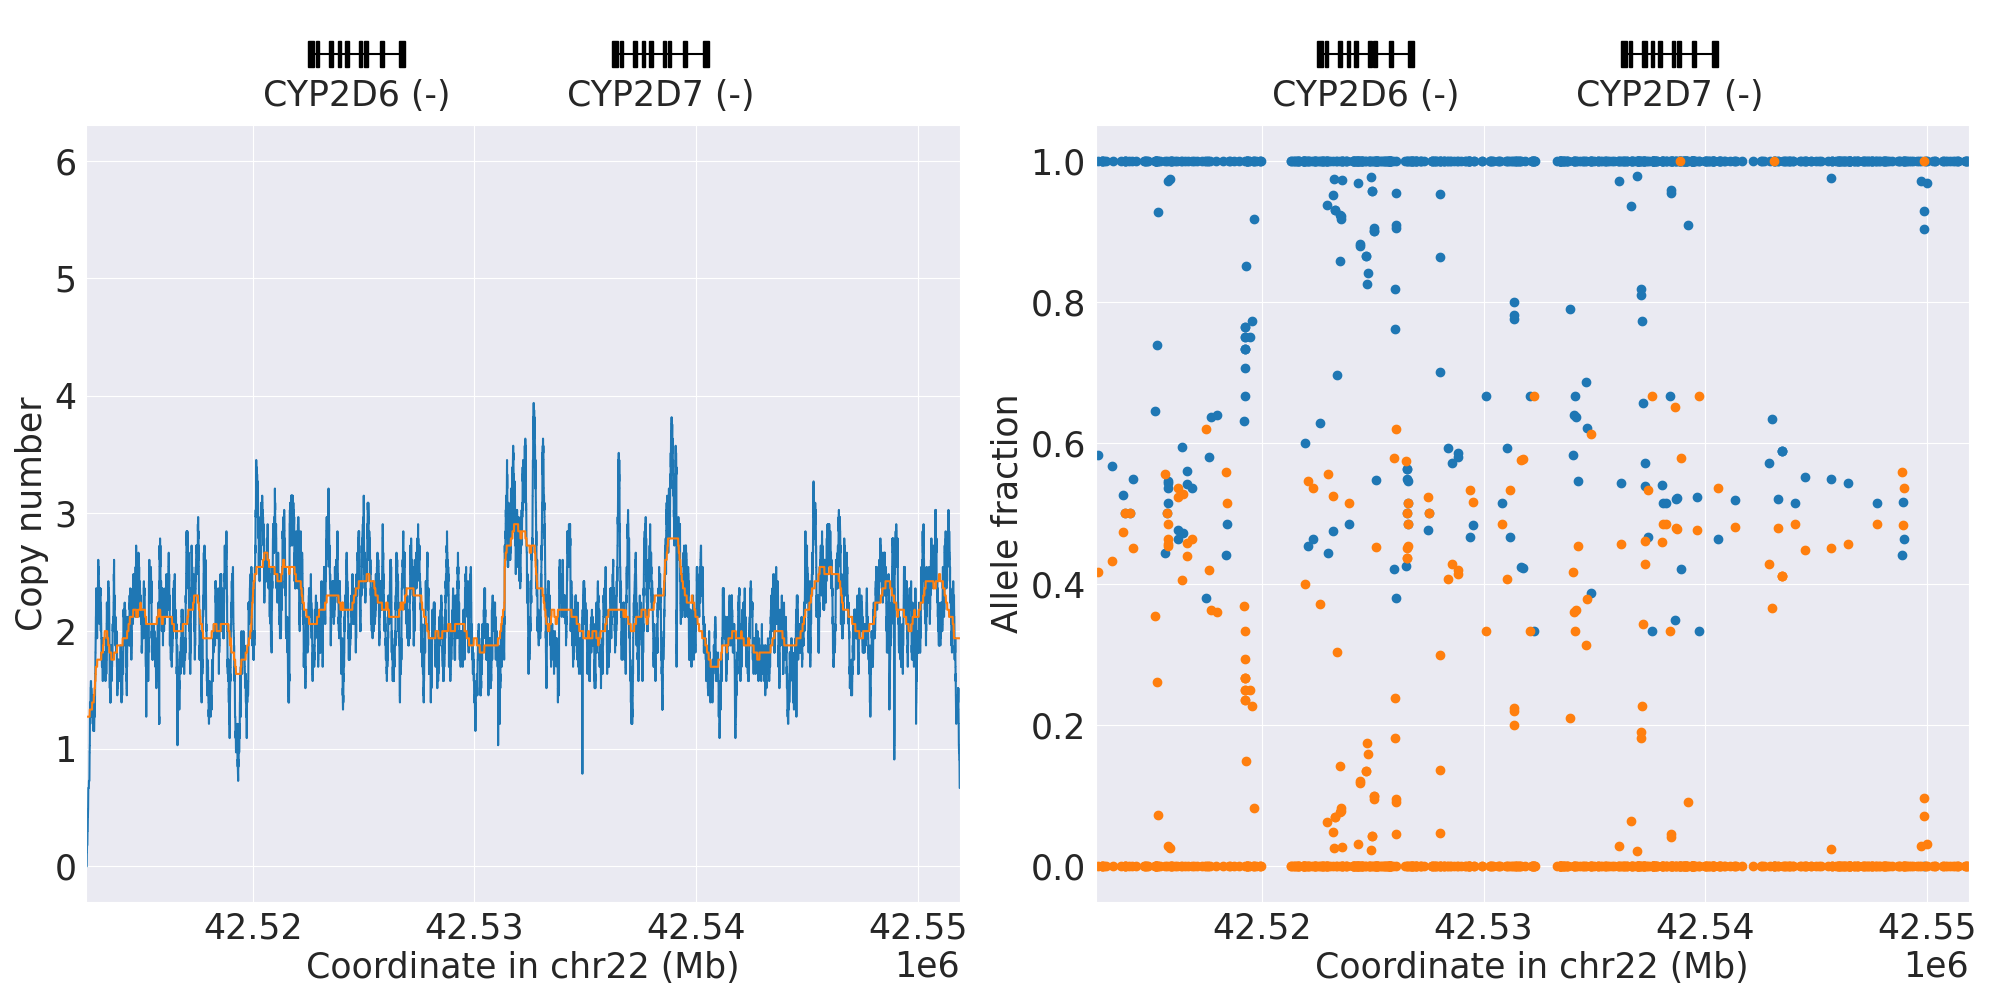 CYP2D6 (-) CYP2D7 (-)
CYP2D6 (-) CYP2D7 (-)
Copy number
6
5
4
3
2
1
0
42.52 42.53 42.54 42.55
1e6
Coordinate in chr22 (Mb)
Allele fraction
1.0
0.8
0.6
0.4
0.2
0.0
42.52 42.53 42.54 42.55
1e6
Coordinate in chr22 (Mb)